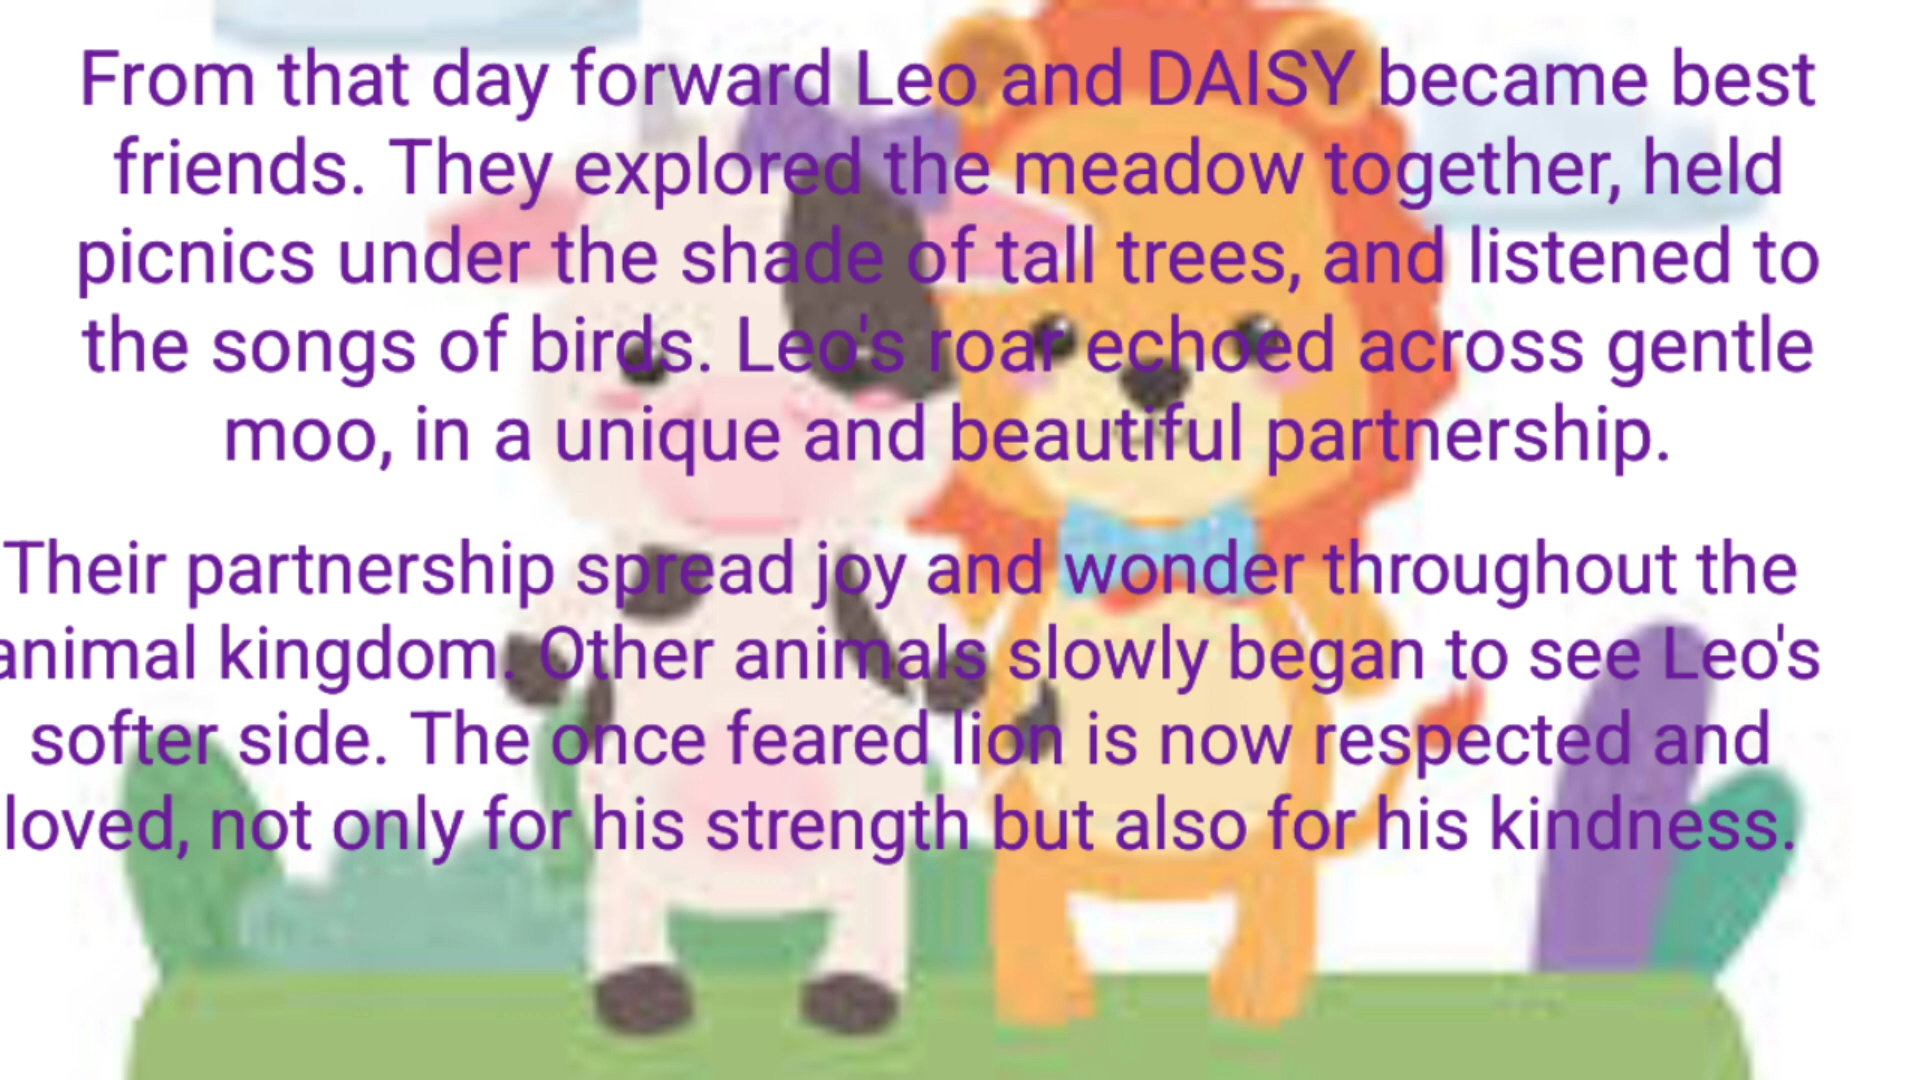 From that day forward Leo and DAISY became best
friends. They explored the meadow together, held
picnics under the shade of tall trees, and listened to
the songs of birds. Leo's roar echoed across gentle
moo, in a unique and beautiful partnership.
Their partnership spread joy and wonder throughout the
animal kingdom. Other animals slowly began to see Leo's
softer side. The once feared lion is now respected and
loved, not only for his strength but also for his kindness.